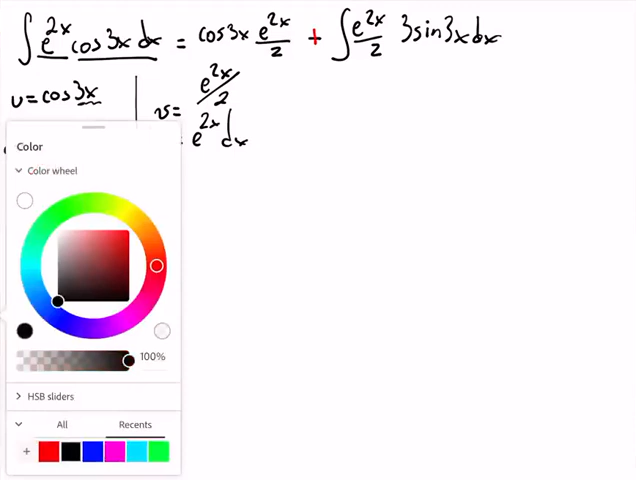 ∫ e^{2x} cos3x dx = cos3x e^{2x}/2 + ∫ e^{2x}/2 3sin3x dx
u = cos3x | v = e^{2x}/2
= e^{2x} dx
Color
Color wheel
100%
HSB sliders
All Recents